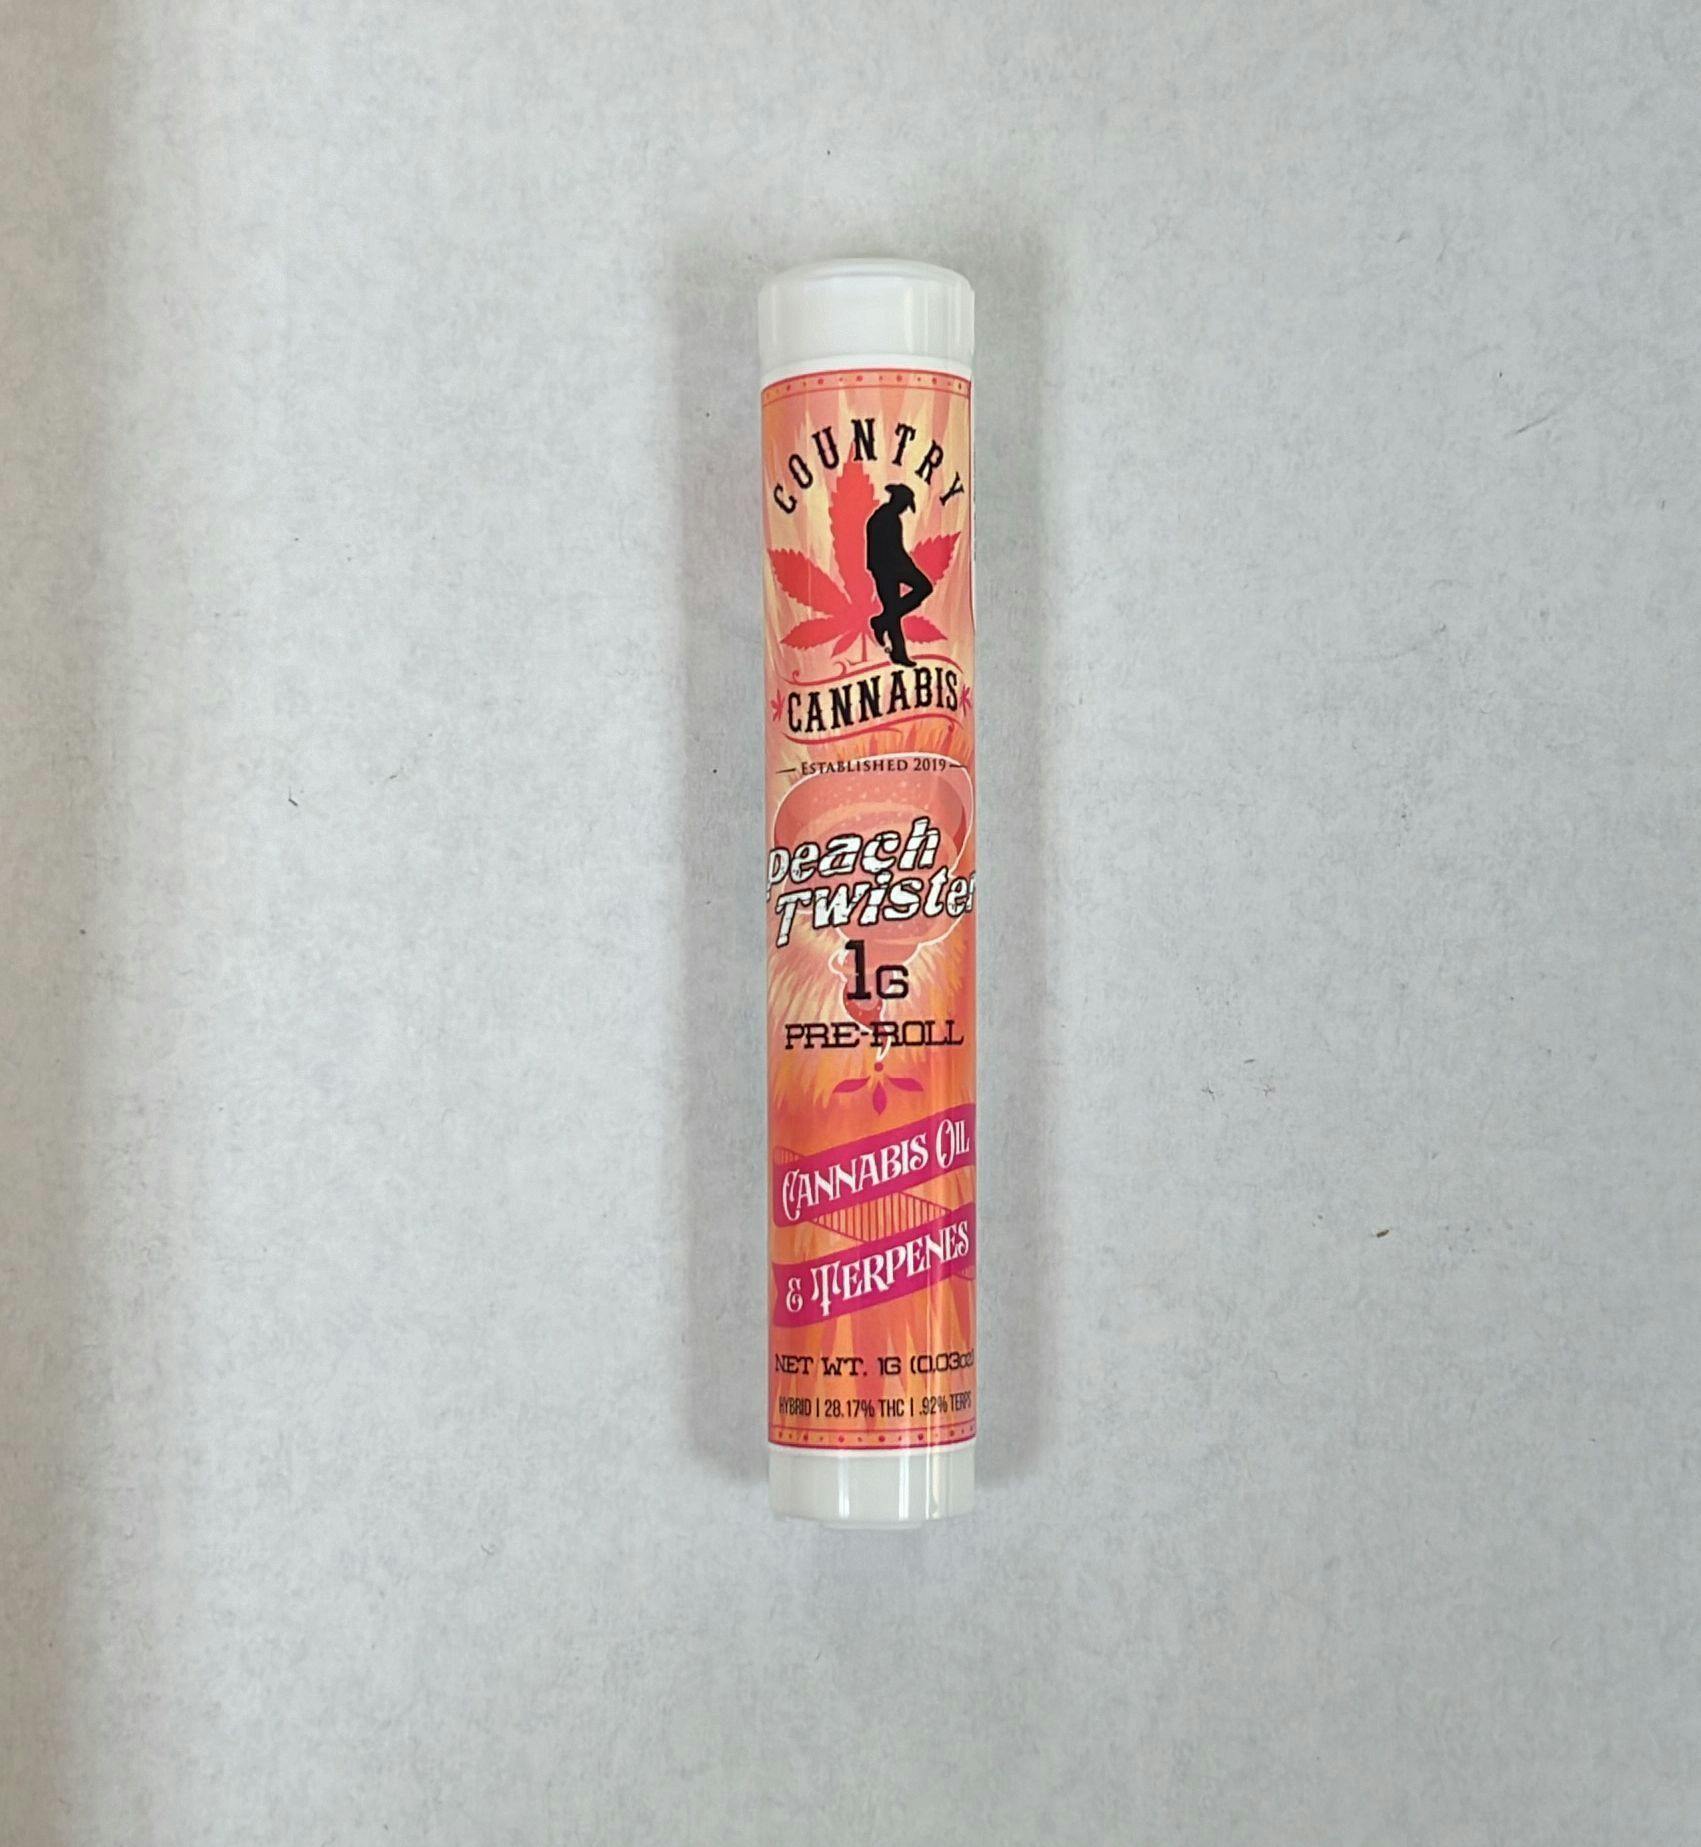 COUNTRY
CANNABIS
ESTABLISHED 2019
Peach
Twister
1G
PRE-ROLL
CANNABIS OIL
& TERPENES
NET WT. 1G (0.03oz)
HYBRID | 28.17% THC | .92% TERPS